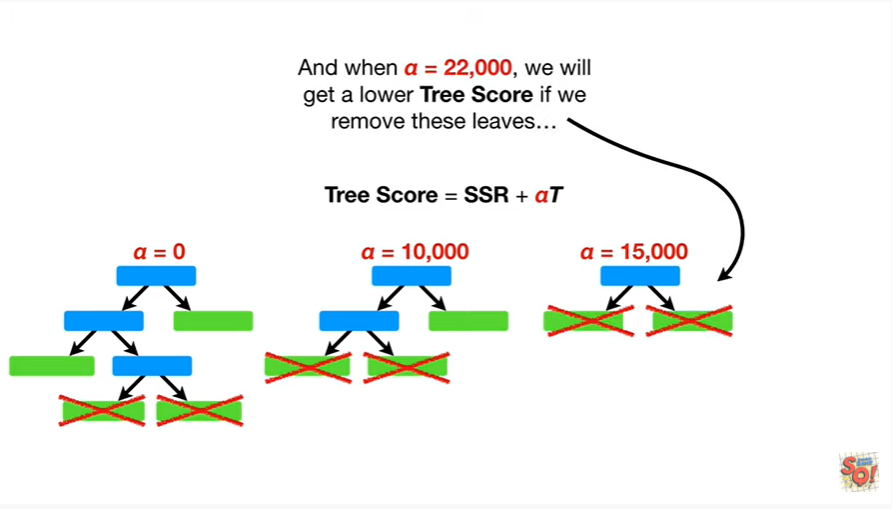 And when α = 22,000, we will
get a lower Tree Score if we
remove these leaves...
Tree Score = SSR + αT
α = 0
α = 10,000
α = 15,000
SQ!